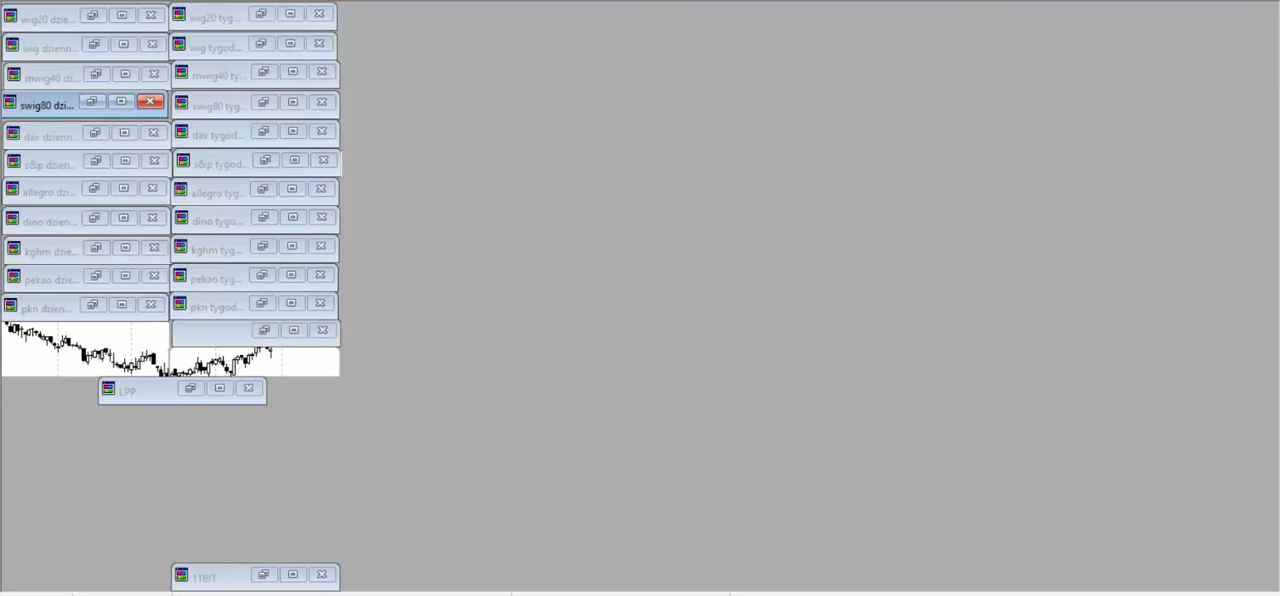 wig20 dzie...
wig20 tyg...
wig dzienn...
wig tygod...
mwig40 dz...
mwig40 ty...
swig80 dzi...
swig80 tyg...
dax dzienn...
dax tygod...
s&p dzien...
s&p tygod...
allegro dzi...
allegro tyg...
dino dzien...
dino tygo...
kghm dzie...
kghm tyg...
pekao dzie...
pekao tyg...
pkn dzien...
pkn tygod...
LPP
11BIT